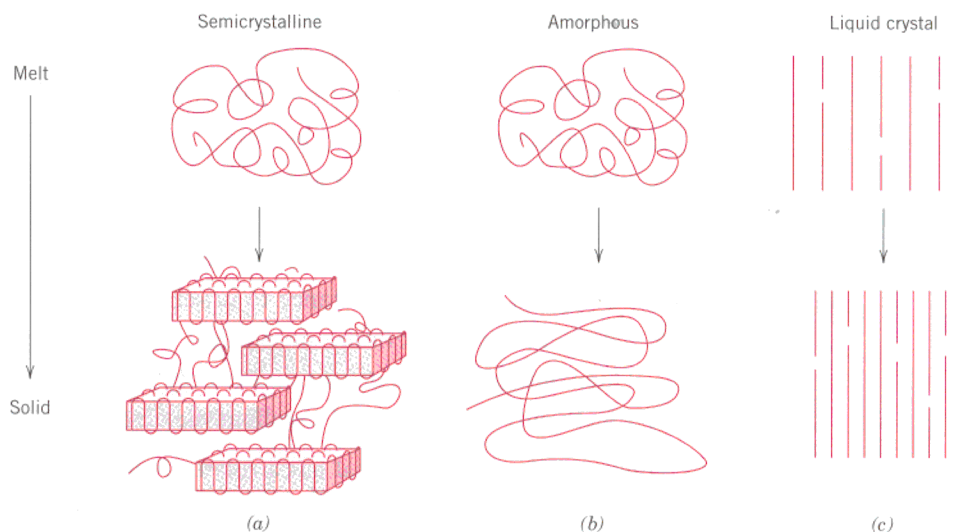 Semicrystalline
Amorphous
Liquid crystal
Melt
Solid
(a)
(b)
(c)